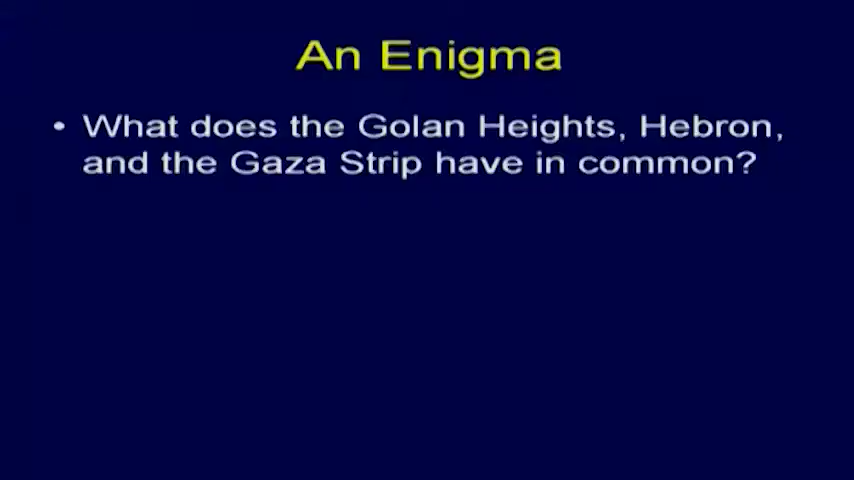 An Enigma
• What does the Golan Heights, Hebron,
and the Gaza Strip have in common?